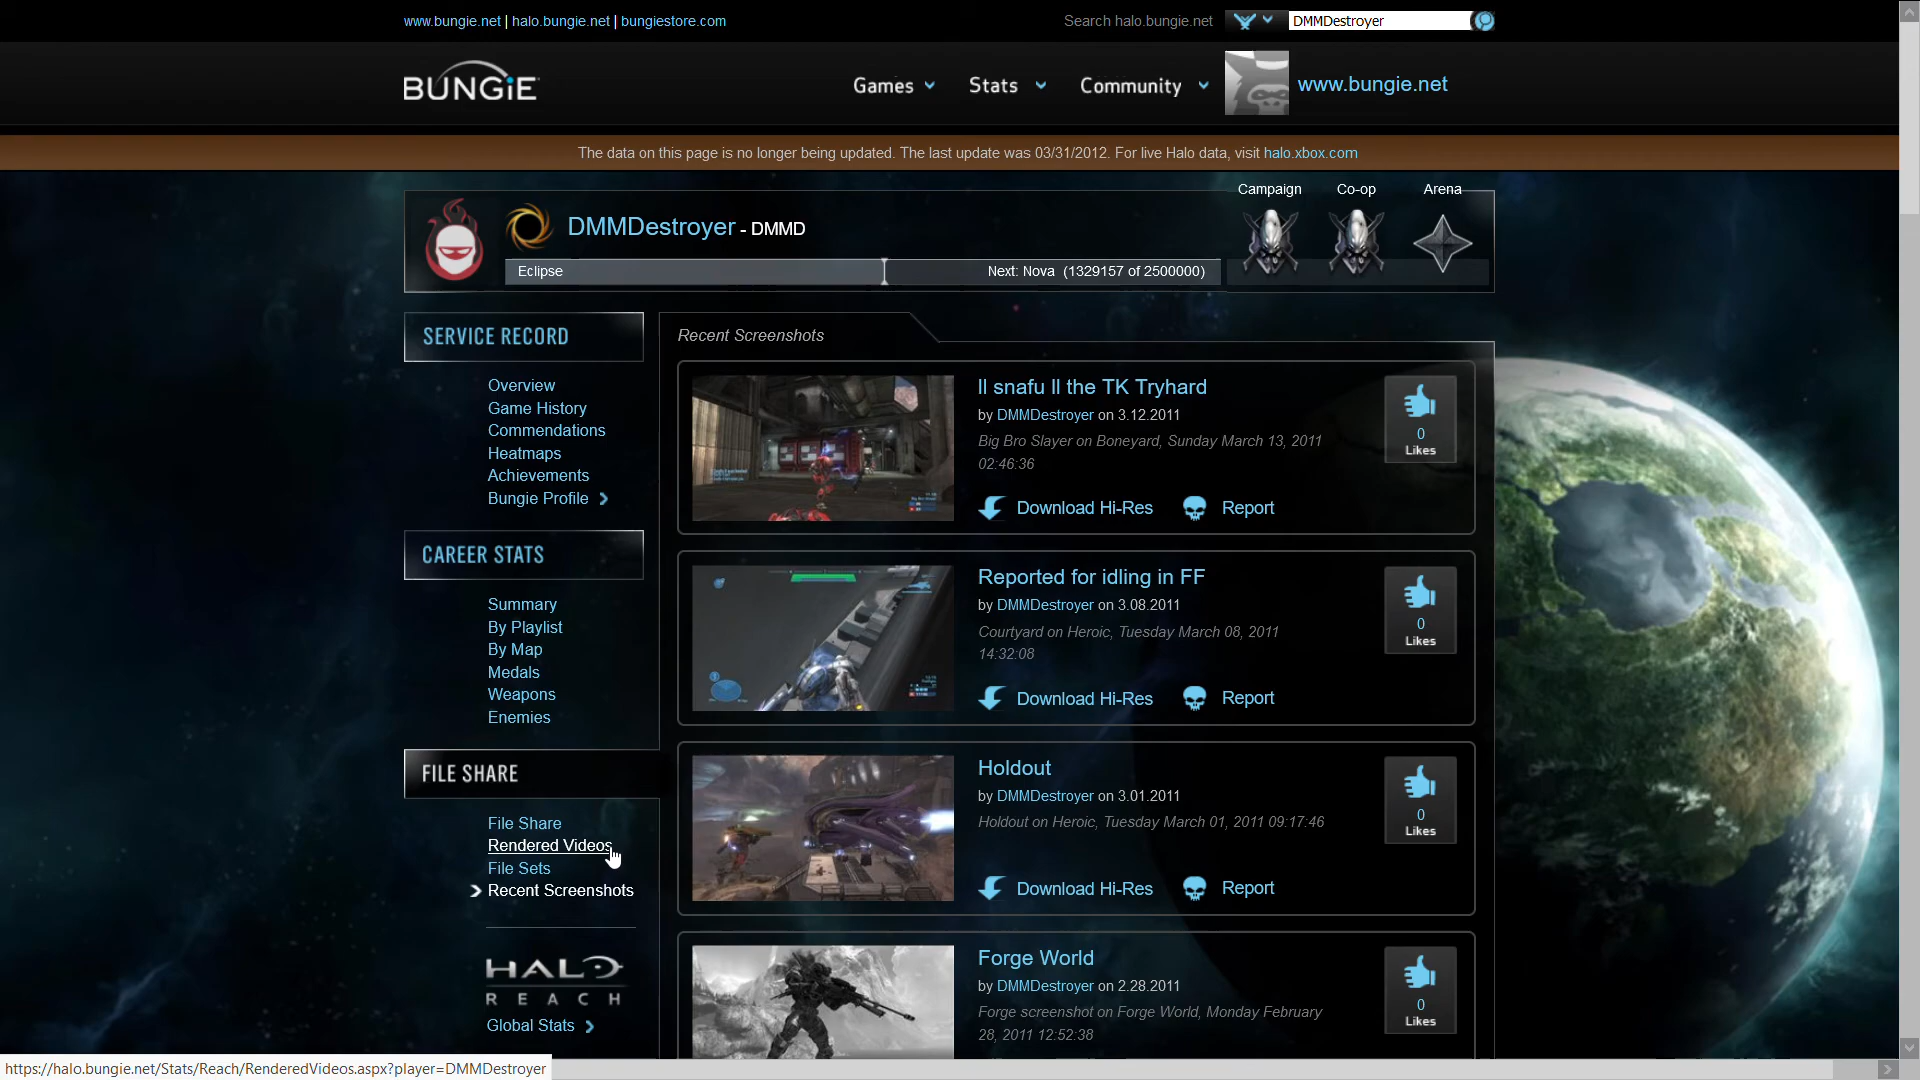 www.bungie.net | halo.bungie.net | bungiestore.com
Search halo.bungie.net
DMMDestroyer
BUNGiE
Games
Stats
Community
www.bungie.net
The data on this page is no longer being updated. The last update was 03/31/2012. For live Halo data, visit halo.xbox.com
DMMDestroyer - DMMD
Campaign
Co-op
Arena
Eclipse
Next: Nova (1329157 of 2500000)
SERVICE RECORD
Overview
Game History
Commendations
Heatmaps
Achievements
Bungie Profile
CAREER STATS
Summary
By Playlist
By Map
Medals
Weapons
Enemies
FILE SHARE
File Share
Rendered Videos
File Sets
Recent Screenshots
HALO
REACH
Global Stats
Recent Screenshots
ll snafu ll the TK Tryhard
by DMMDestroyer on 3.12.2011
Big Bro Slayer on Boneyard, Sunday March 13, 2011
02:46:36
Download Hi-Res
Report
0
Likes
Reported for idling in FF
by DMMDestroyer on 3.08.2011
Courtyard on Heroic, Tuesday March 08, 2011
14:32:08
Download Hi-Res
Report
0
Likes
Holdout
by DMMDestroyer on 3.01.2011
Holdout on Heroic, Tuesday March 01, 2011 09:17:46
Download Hi-Res
Report
0
Likes
Forge World
by DMMDestroyer on 2.28.2011
Forge screenshot on Forge World, Monday February
28, 2011 12:52:38
0
Likes
https://halo.bungie.net/Stats/Reach/RenderedVideos.aspx?player=DMMDestroyer